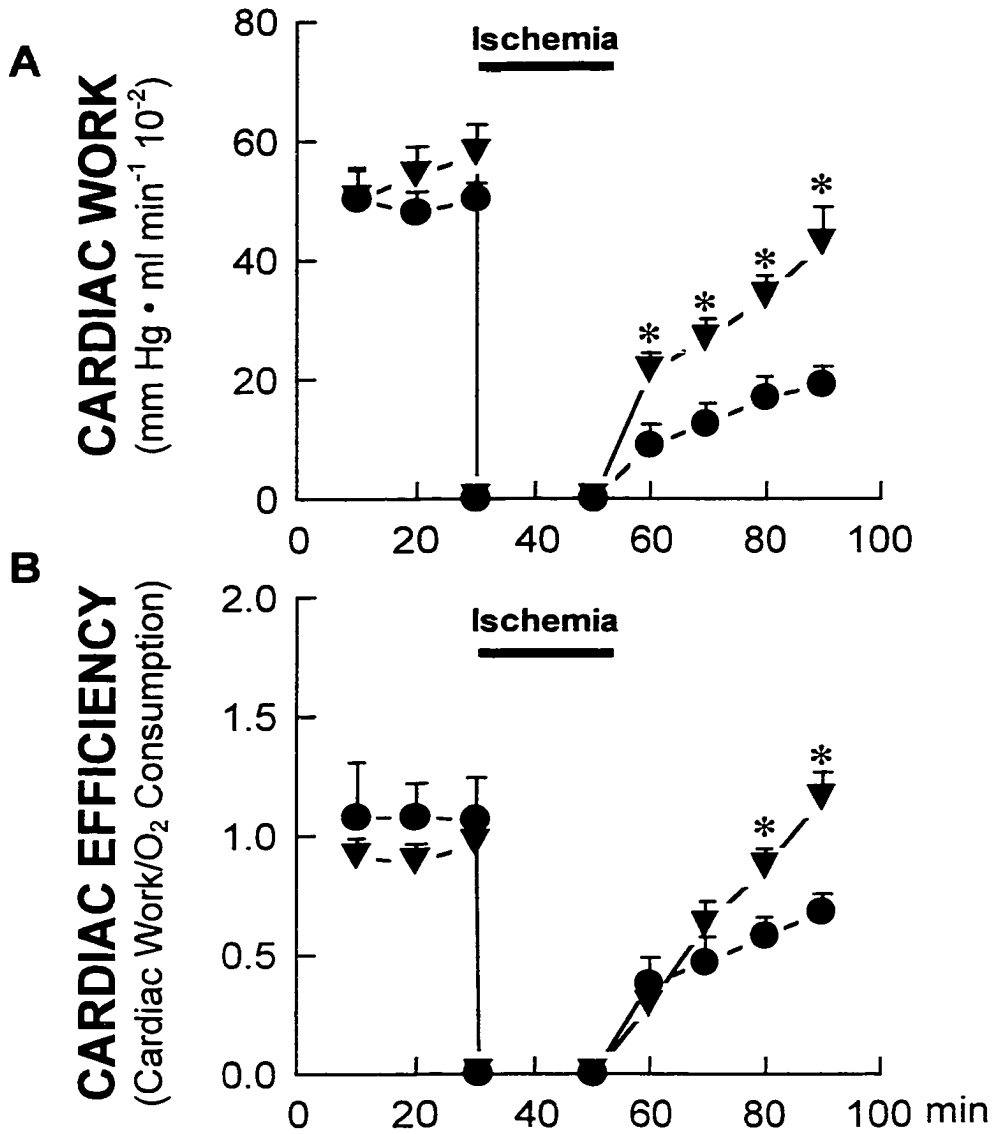 A
CARDIAC WORK
(mm Hg • ml min⁻¹ 10⁻²)
Ischemia
80
60
40
20
0
* * * *
0 20 40 60 80 100
B
CARDIAC EFFICIENCY
(Cardiac Work/O₂ Consumption)
Ischemia
2.0
1.5
1.0
0.5
0.0
* *
0 20 40 60 80 100 min